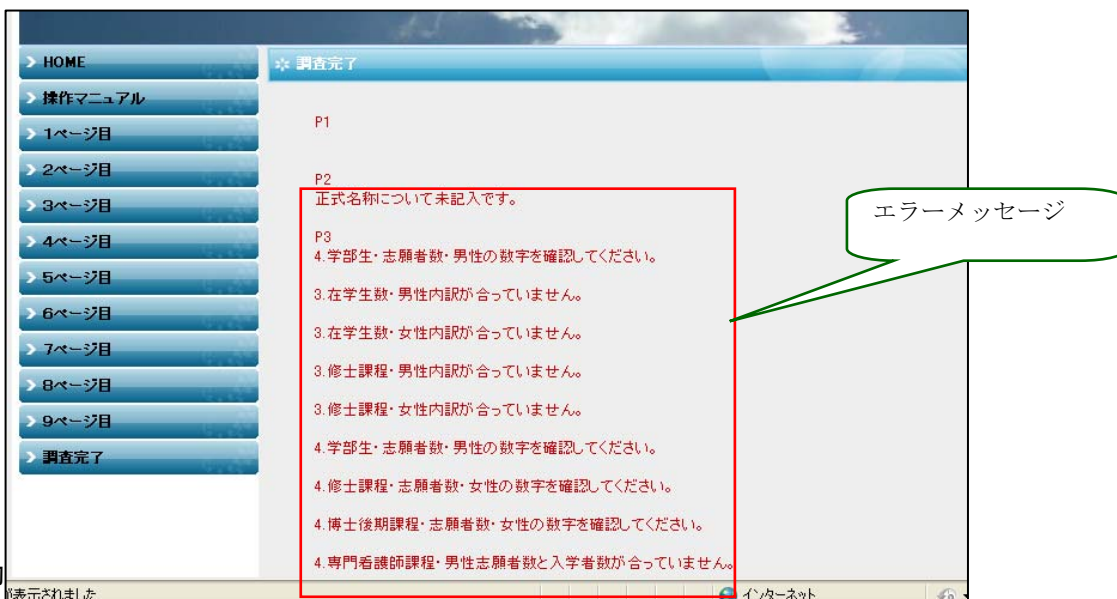 HOME
操作マニュアル
1ページ目
2ページ目
3ページ目
4ページ目
5ページ目
6ページ目
7ページ目
8ページ目
9ページ目
調査完了
調査完了
P1
P2
正式名称について未記入です。
P3
4.学部生・志願者数・男性の数字を確認してください。
3.在学生数・男性内訳が合っていません。
3.在学生数・女性内訳が合っていません。
3.修士課程・男性内訳が合っていません。
3.修士課程・女性内訳が合っていません。
4.学部生・志願者数・男性の数字を確認してください。
4.修士課程・志願者数・女性の数字を確認してください。
4.博士後期課程・志願者数・女性の数字を確認してください。
4.専門看護師課程・男性志願者数と入学者数が合っていません。
エラーメッセージ
が表示されました
インターネット